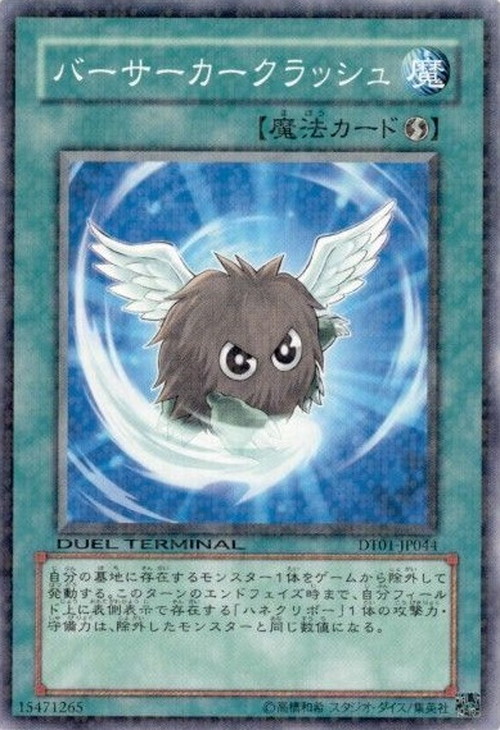 バーサーカークラッシュ 魔
【魔法カード】
DUEL TERMINAL DT01-JP044
自分の墓地に存在するモンスター1体をゲームから除外して
発動する。このターンのエンドフェイズ時まで、自分フィール
ド上に表側表示で存在する「ハネクリボー」1体の攻撃力・
守備力は、除外したモンスターと同じ数値になる。
15471265 ©高橋和希 スタジオ・ダイス/集英社